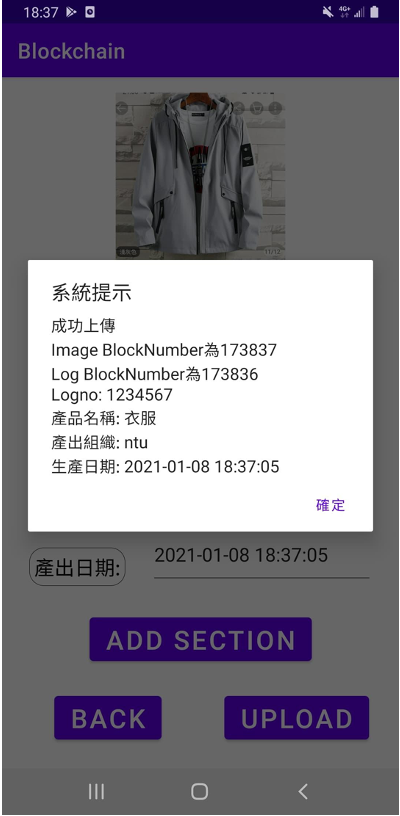 18:37
4G+
Blockchain
11/12
系統提示
成功上傳
Image BlockNumber為173837
Log BlockNumber為173836
Logno: 1234567
產品名稱: 衣服
產出組織: ntu
生產日期: 2021-01-08 18:37:05
確定
產出日期:
2021-01-08 18:37:05
ADD SECTION
BACK
UPLOAD